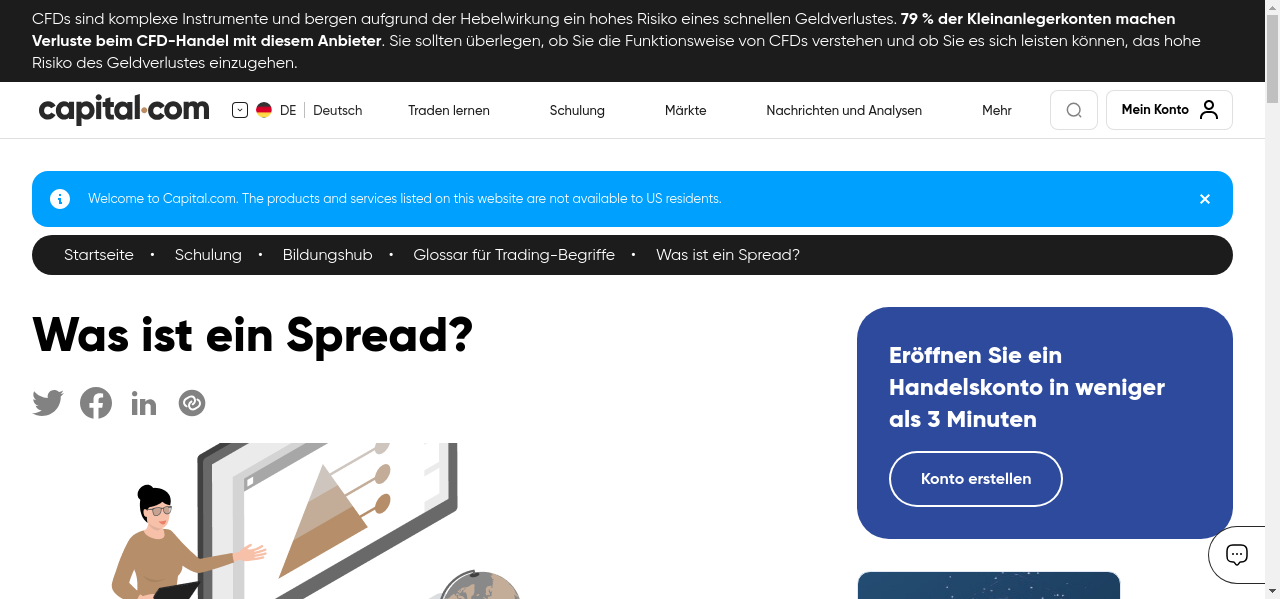 CFDs sind komplexe Instrumente und bergen aufgrund der Hebelwirkung ein hohes Risiko eines schnellen Geldverlustes. 79 % der Kleinanlegerkonten machen
Verluste beim CFD-Handel mit diesem Anbieter. Sie sollten überlegen, ob Sie die Funktionsweise von CFDs verstehen und ob Sie es sich leisten können, das hohe
Risiko des Geldverlustes einzugehen.
capital.com DE Deutsch Traden lernen Schulung Märkte Nachrichten und Analysen Mehr Mein Konto
Welcome to Capital.com. The products and services listed on this website are not available to US residents.
Startseite • Schulung • Bildungshub • Glossar für Trading-Begriffe • Was ist ein Spread?
Was ist ein Spread?
Eröffnen Sie ein
Handelskonto in weniger
als 3 Minuten
Konto erstellen